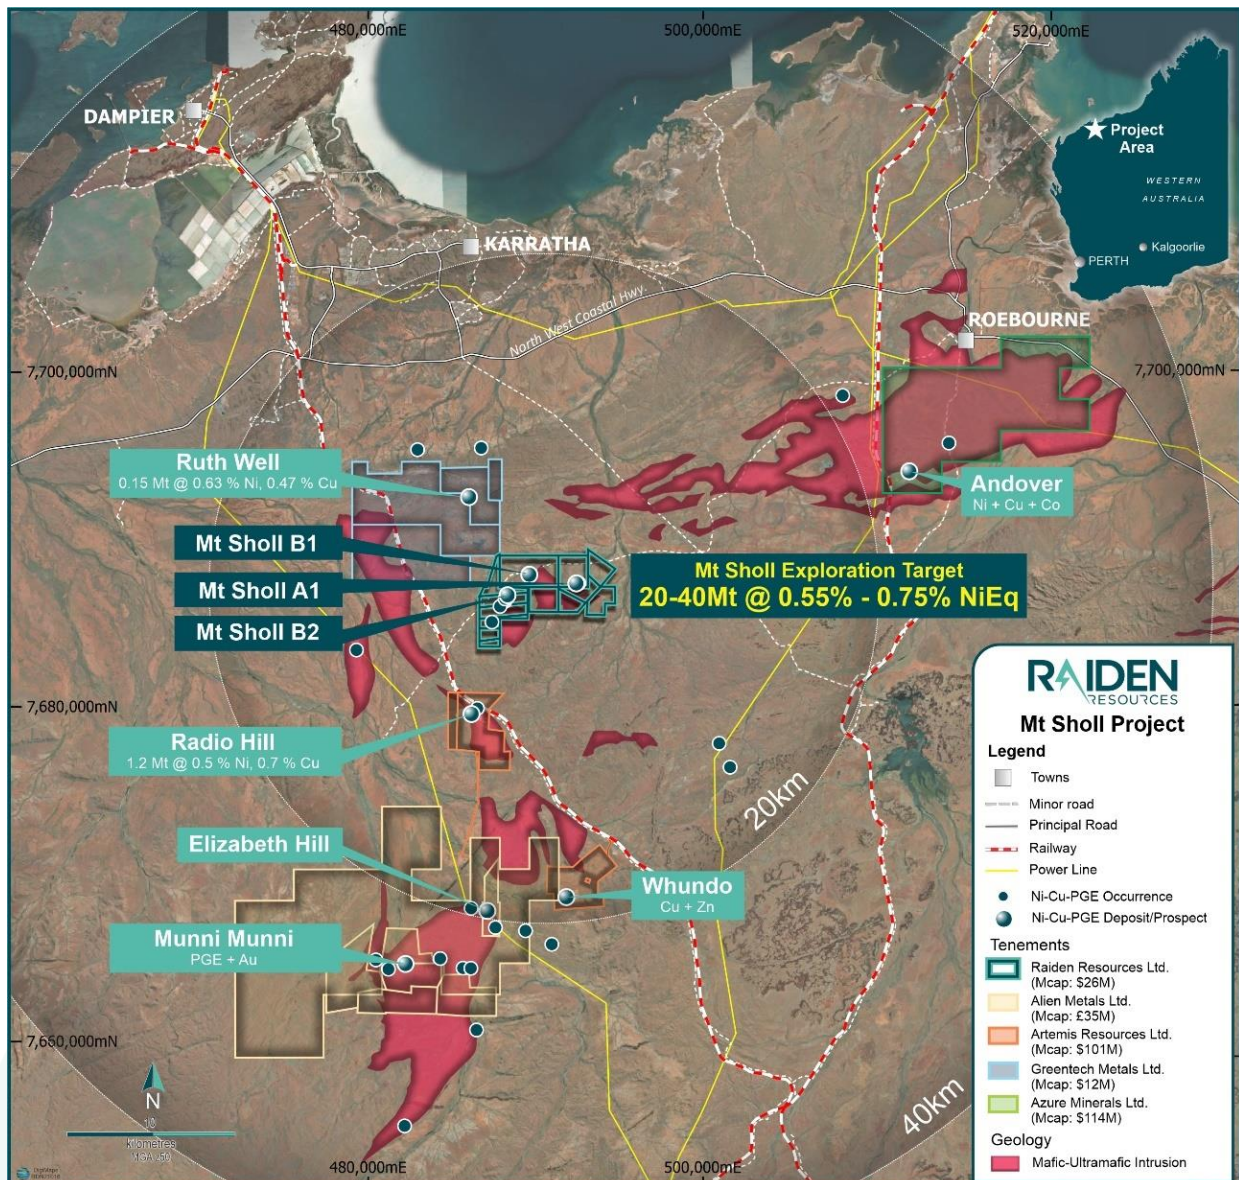 480,000mE
500,000mE
520,000mE
DAMPIER
KARRATHA
Project
Area
WESTERN
AUSTRALIA
Kalgoorlie
PERTH
North West Coastal Hwy
ROEBOURNE
7,700,000mN
7,700,000mN
Ruth Well
0.15 Mt @ 0.63 % Ni, 0.47 % Cu
Andover
Ni + Cu + Co
Mt Sholl B1
Mt Sholl A1
Mt Sholl B2
Mt Sholl Exploration Target
20-40Mt @ 0.55% - 0.75% NiEq
7,680,000mN
Radio Hill
1.2 Mt @ 0.5 % Ni, 0.7 % Cu
20km
Elizabeth Hill
Whundo
Cu + Zn
Munni Munni
PGE + Au
7,660,000mN
40km
N
10
kilometres
480,000mE
500,000mE
RAIDEN
RESOURCES
Mt Sholl Project
Legend
Towns
Minor road
Principal Road
Railway
Power Line
Ni-Cu-PGE Occurrence
Ni-Cu-PGE Deposit/Prospect
Tenements
Raiden Resources Ltd.
(Mcap: $26M)
Alien Metals Ltd.
(Mcap: £35M)
Artemis Resources Ltd.
(Mcap: $101M)
Greentech Metals Ltd.
(Mcap: $12M)
Azure Minerals Ltd.
(Mcap: $114M)
Geology
Mafic-Ultramafic Intrusion